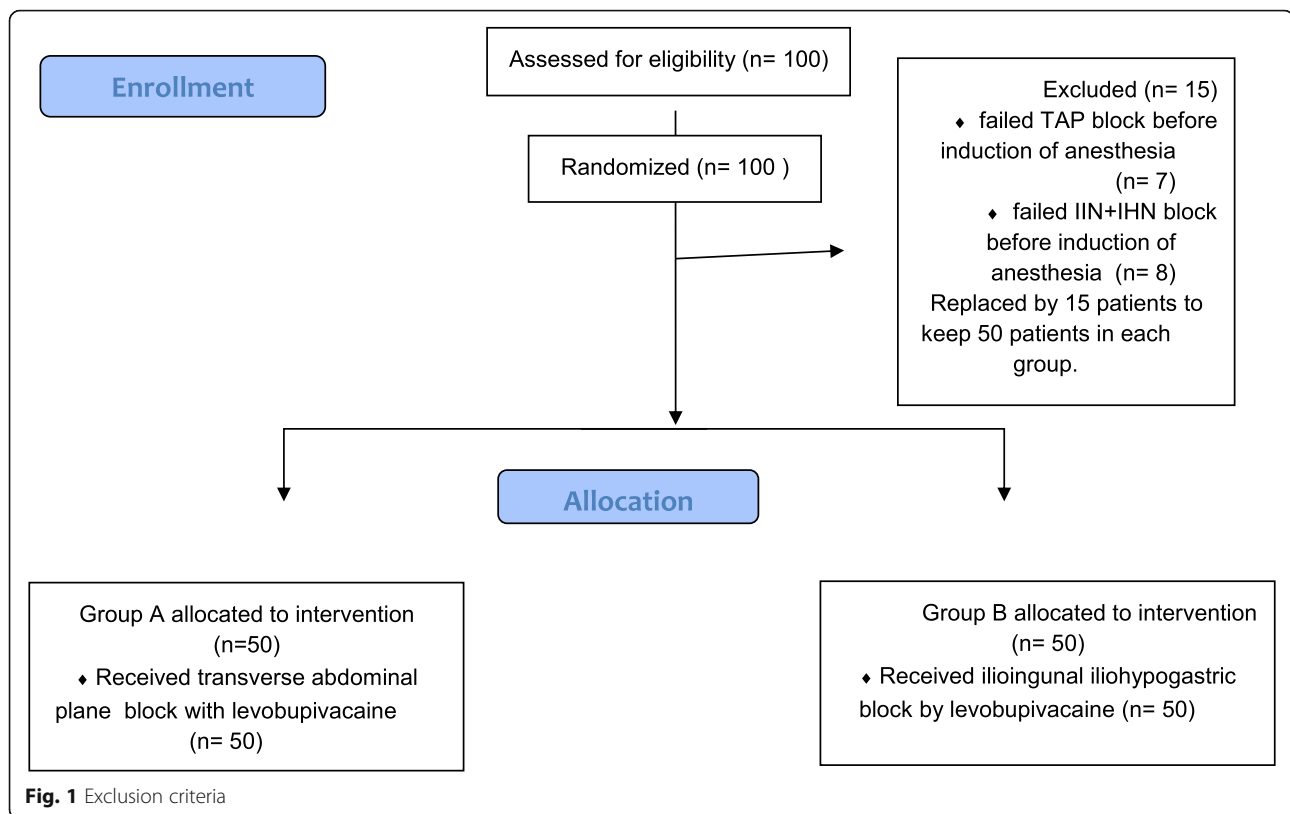 Assessed for eligibility (n= 100)
Enrollment
Randomized (n= 100 )
Excluded (n= 15)
♦ failed TAP block before
induction of anesthesia
(n= 7)
♦ failed IIN+IHN block
before induction of
anesthesia (n= 8)
Replaced by 15 patients to
keep 50 patients in each
group.
Allocation
Group A allocated to intervention
(n=50)
♦ Received transverse abdominal
plane block with levobupivacaine
(n= 50)
Group B allocated to intervention
(n= 50)
♦ Received ilioingunal iliohypogastric
block by levobupivacaine (n= 50)
Fig. 1 Exclusion criteria